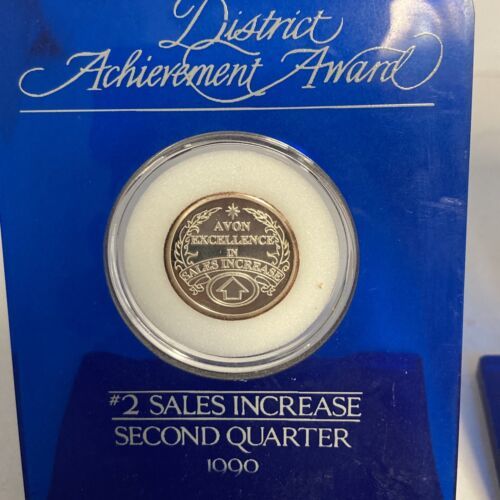 District
Achievement Award
AVON
EXCELLENCE
IN
SALES INCREASE
#2 SALES INCREASE
SECOND QUARTER
1990